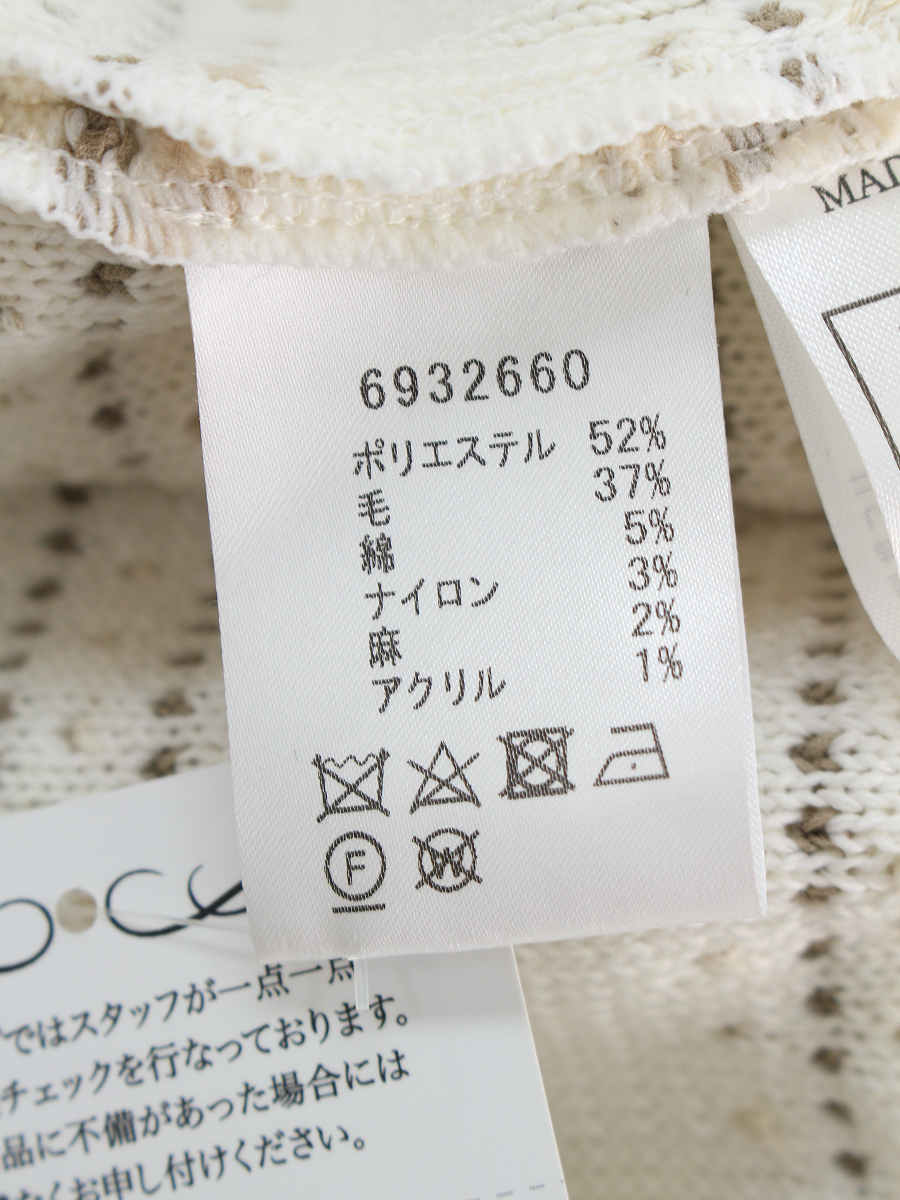 6932660
ポリエステル 52%
毛 37%
綿 5%
ナイロン 3%
麻 2%
アクリル 1%
F
W
ではスタッフが一点一点
チェックを行なっております。
品に不備があった場合には
なくお申し付けください。